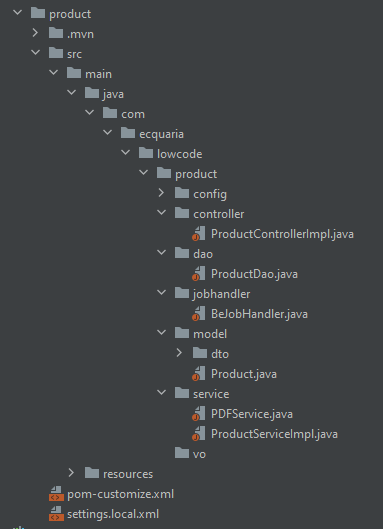 product
.mvn
src
main
java
com
ecquaria
lowcode
product
config
controller
ProductControllerImpl.java
dao
ProductDao.java
jobhandler
BeJobHandler.java
model
dto
Product.java
service
PDFService.java
ProductServiceImpl.java
vo
resources
pom-customize.xml
settings.local.xml